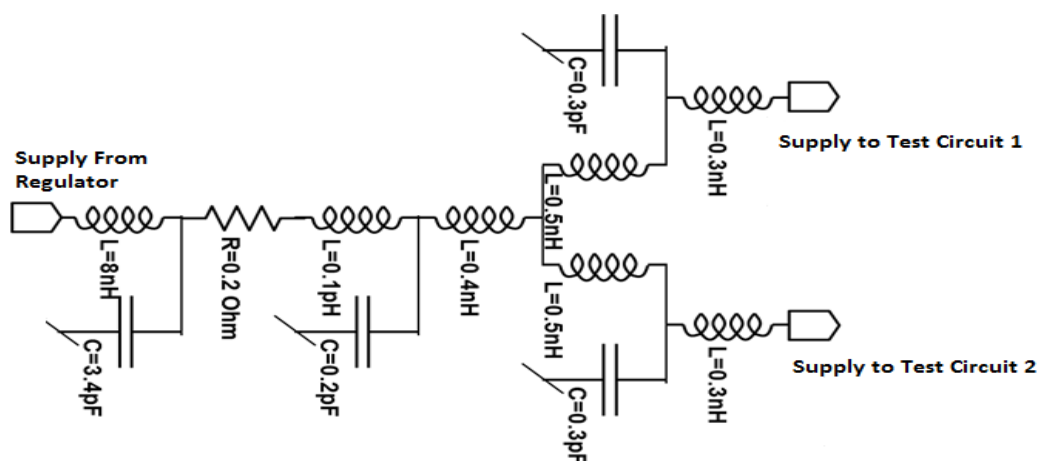 Supply From
Regulator
L=8nH
C=3.4pF
R=0.2 Ohm
L=0.1pH
C=0.2pF
L=0.4nH
L=0.5nH
C=0.3pF
L=0.3nH
Supply to Test Circuit 1
L=0.5nH
C=0.3pF
L=0.3nH
Supply to Test Circuit 2